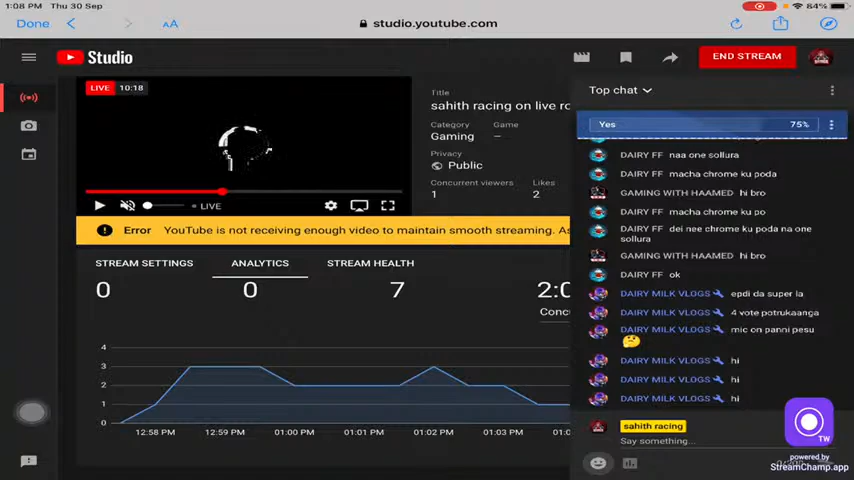 1:08 PM Thu 30 Sep
84%
Done
AA
studio.youtube.com
Studio
END STREAM
LIVE 10:18
LIVE
Title
sahith racing on live ro
Category Game
Gaming –
Privacy
Public
Concurrent viewers Likes
1 2
Error YouTube is not receiving enough video to maintain smooth streaming. As
STREAM SETTINGS ANALYTICS STREAM HEALTH
0 0 7 2:0
Concu
4
3
2
1
0
12:58 PM 12:59 PM 01:00 PM 01:01 PM 01:02 PM 01:03 PM 01:0
Top chat
Yes 75%
DAIRY FF naa one sollura
DAIRY FF macha chrome ku poda
GAMING WITH HAAMED hi bro
DAIRY FF macha chrome ku po
DAIRY FF dei nee chrome ku poda na one
sollura
GAMING WITH HAAMED hi bro
DAIRY FF ok
DAIRY MILK VLOGS epdi da super la
DAIRY MILK VLOGS 4 vote potrukaangu
DAIRY MILK VLOGS mic on panni pesu
🤔
DAIRY MILK VLOGS hi
DAIRY MILK VLOGS hi
DAIRY MILK VLOGS hi
sahith racing
Say something...
TW
powered by
StreamChamp.app